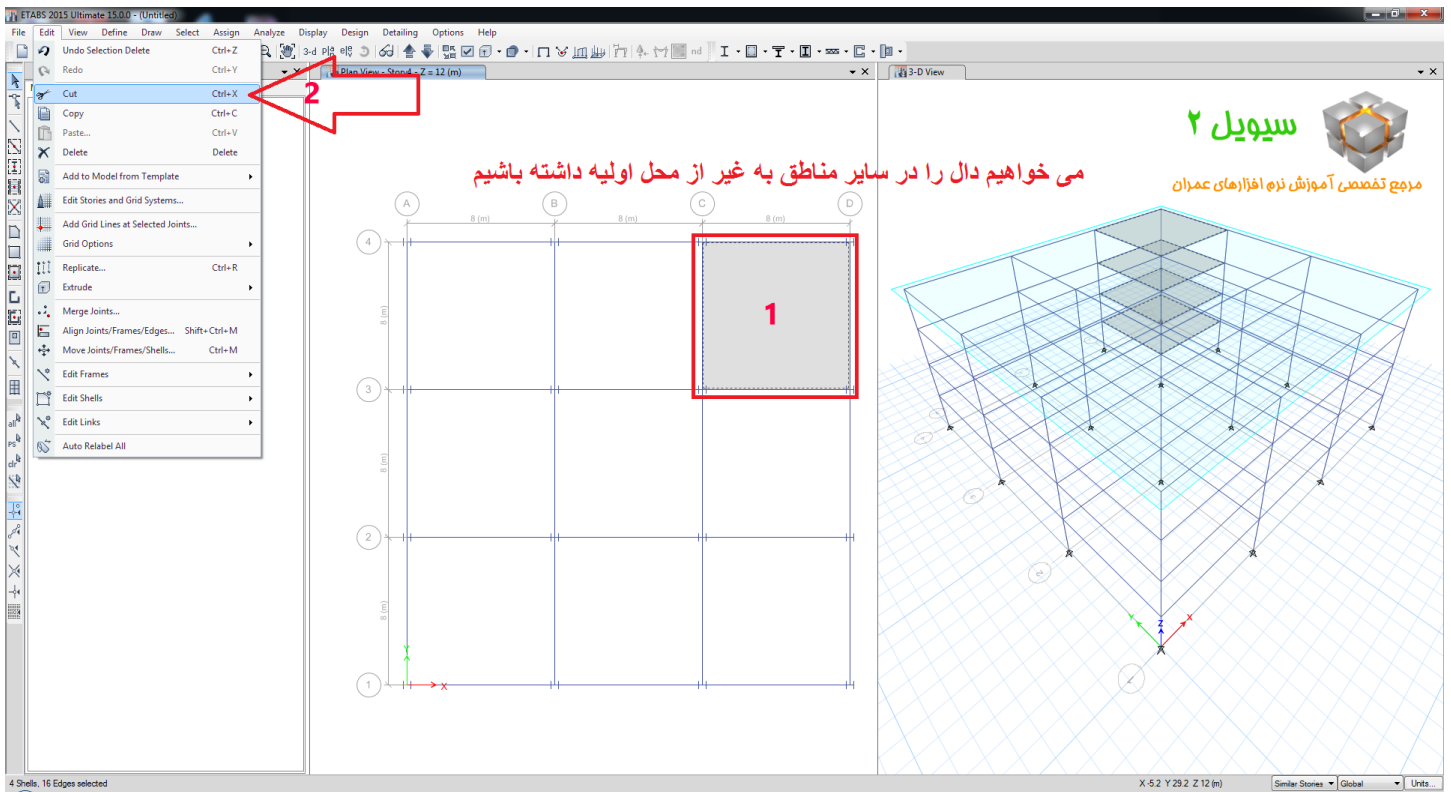 ETABS 2015 Ultimate 15.0.0 - (Untitled)
File Edit View Define Draw Select Assign Analyze Display Design Detailing Options Help
Undo Selection Delete Ctrl+Z
Redo Ctrl+Y
Cut Ctrl+X
Copy Ctrl+C
Paste... Ctrl+V
Delete Delete
Add to Model from Template
Edit Stories and Grid Systems...
Add Grid Lines at Selected Joints...
Grid Options
Replicate... Ctrl+R
Extrude
Merge Joints...
Align Joints/Frames/Edges... Shift+Ctrl+M
Move Joints/Frames/Shells... Ctrl+M
Edit Frames
Edit Shells
Edit Links
Auto Relabel All
3-d
nd
all
ps
clr
Plan View - Story4 - Z = 12 (m)
2
می خواهیم دال را در سایر مناطق به غیر از محل اولیه داشته باشیم
A B C D
8 (m) 8 (m) 8 (m)
4
8 (m)
1
3
8 (m)
2
8 (m)
1
Y
X
3-D View
سیویل ۲
مرجع تخصصی آموزش نرم افزارهای عمران
Y Z X
4 Shells, 16 Edges selected
X -5.2 Y 29.2 Z 12 (m)
Similar Stories Global Units...